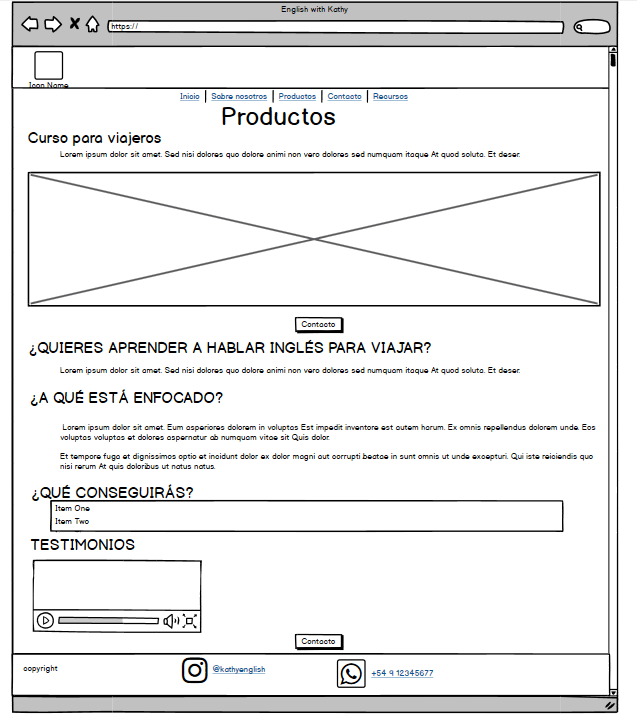 English with Kathy
https://
Icon Name
Inicio | Sobre nosotros | Productos | Contacto | Recursos
Productos
Curso para viajeros
Lorem ipsum dolor sit amet. Sed nisi dolores quo dolore animi non vero dolores sed numquam itaque At quod soluta. Et deser.
Contacto
¿QUIERES APRENDER A HABLAR INGLÉS PARA VIAJAR?
Lorem ipsum dolor sit amet. Sed nisi dolores quo dolore animi non vero dolores sed numquam itaque At quod soluta. Et deser.
¿A QUÉ ESTÁ ENFOCADO?
Lorem ipsum dolor sit amet. Eum asperiores dolorem in voluptas Est impedit inventore est autem harum. Ex omnis repellendus dolorem unde. Eos
voluptas voluptas et dolores aspernatur ab numquam vitae sit Quis dolor.
Et tempore fuga et dignissimos optio et incidunt dolor ex dolor magni aut corrupti beatae in sunt omnis ut unde excepturi. Qui iste reiciendis quo
nisi rerum At quis doloribus ut natus natus.
¿QUÉ CONSEGUIRÁS?
Item One
Item Two
TESTIMONIOS
Contacto
copyright
@kathyenglish
+54 9 12345677